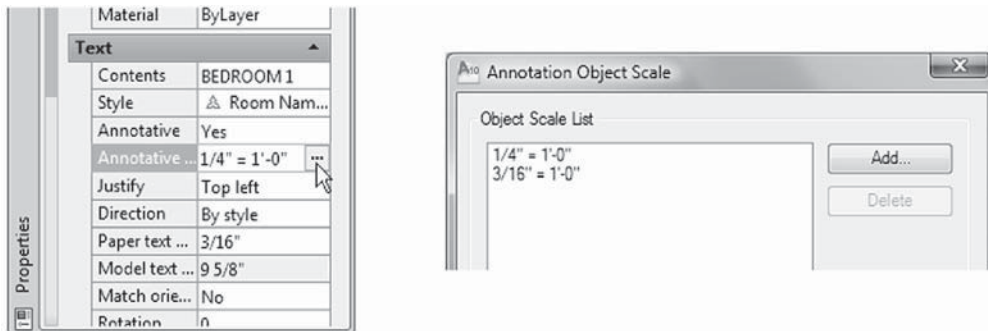 Material ByLayer
Text
Contents BEDROOM 1
Style Room Nam...
Annotative Yes
Annotative ... 1/4" = 1'-0" ...
Justify Top left
Direction By style
Paper text ... 3/16"
Model text ... 9 5/8"
Match orie... No
Rotation 0
Properties
Annotation Object Scale
Object Scale List
1/4" = 1'-0"
3/16" = 1'-0"
Add...
Delete